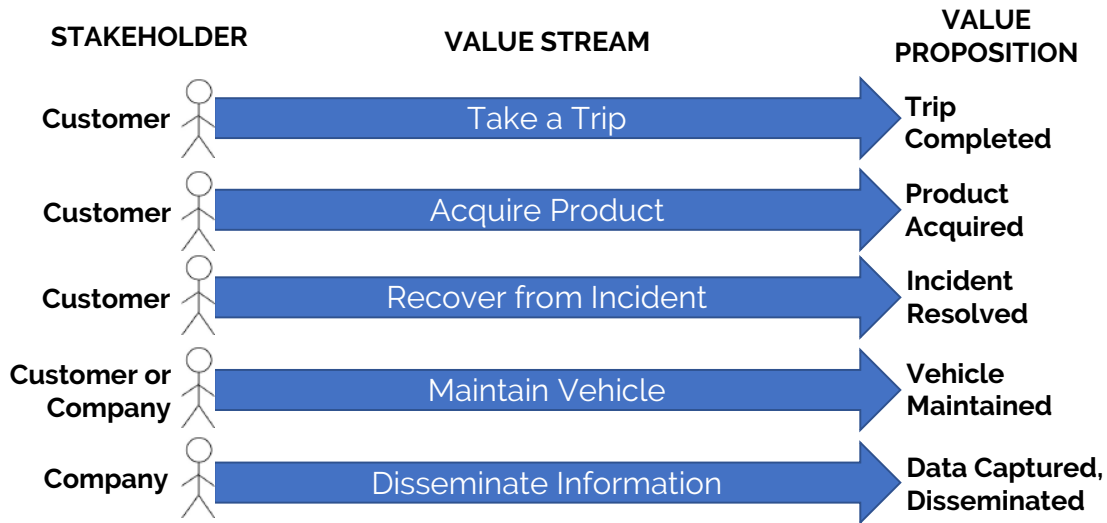 STAKEHOLDER
VALUE STREAM
VALUE
PROPOSITION
Customer
Take a Trip
Trip
Completed
Customer
Acquire Product
Product
Acquired
Customer
Recover from Incident
Incident
Resolved
Customer or
Company
Maintain Vehicle
Vehicle
Maintained
Company
Disseminate Information
Data Captured,
Disseminated